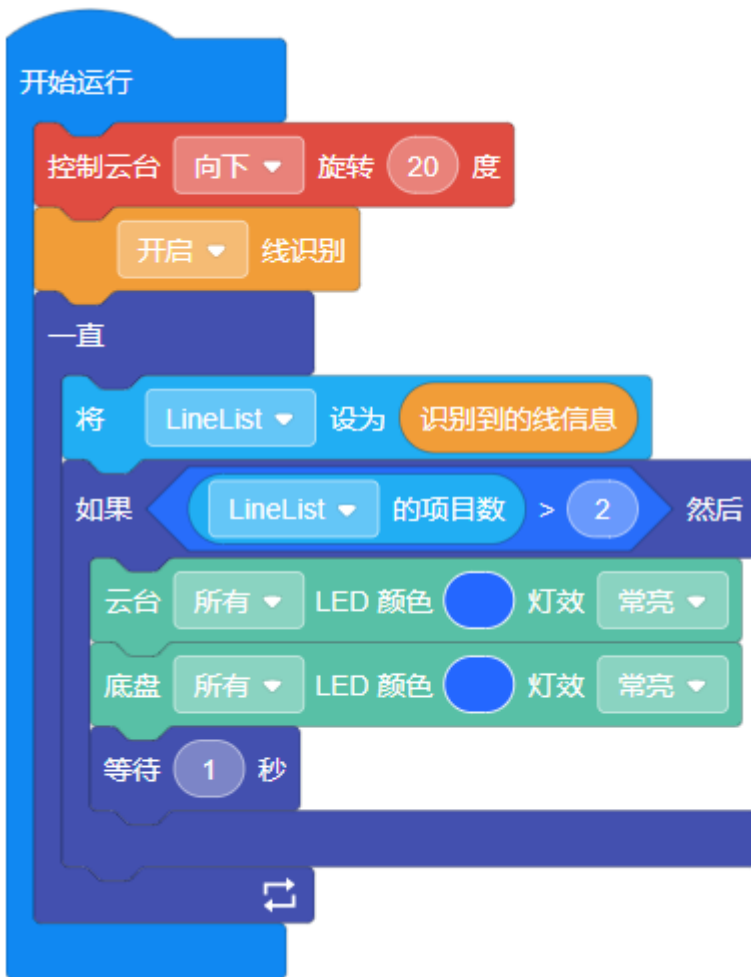 开始运行
控制云台 向下 旋转 20 度
开启 线识别
一直
将 LineList 设为 识别到的线信息
如果 LineList 的项目数 > 2 然后
云台 所有 LED 颜色 灯效 常亮
底盘 所有 LED 颜色 灯效 常亮
等待 1 秒